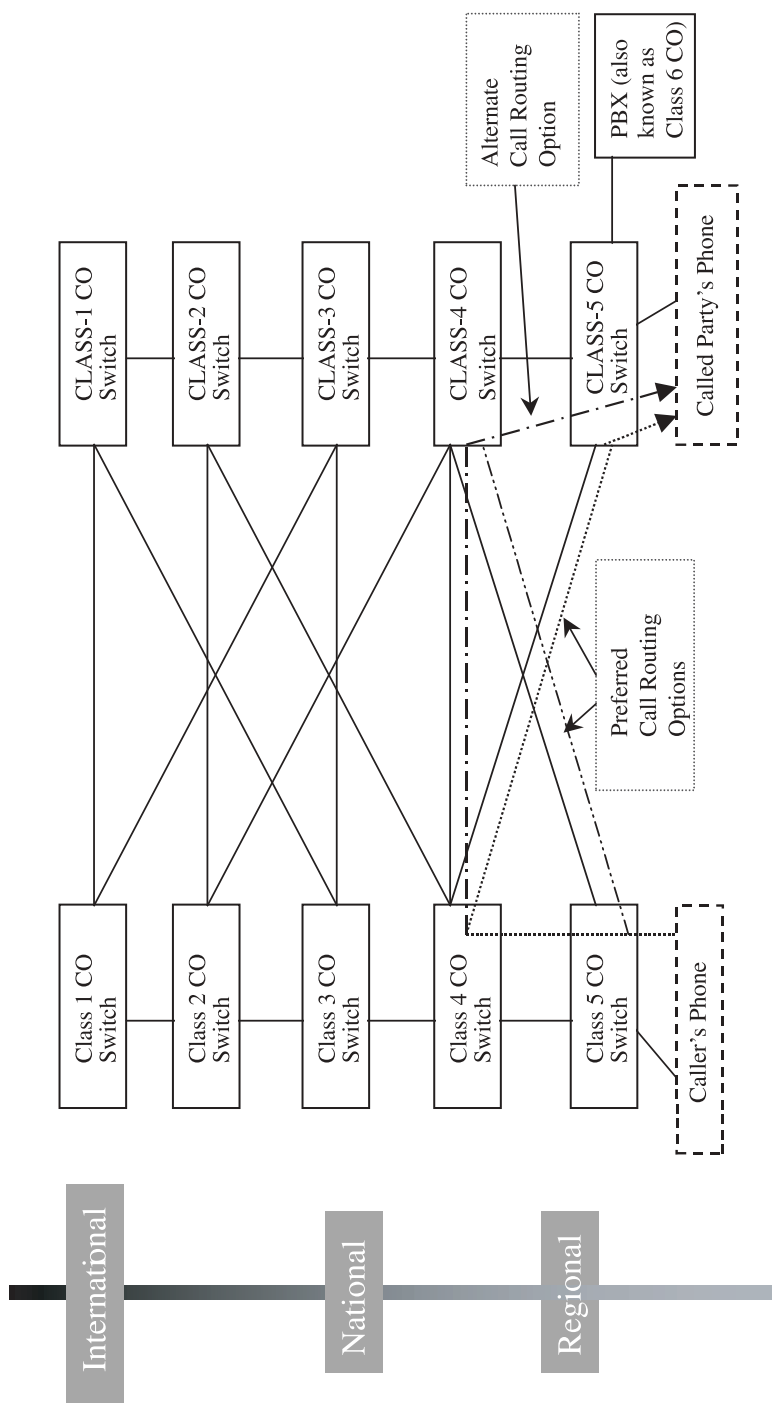 International
National
Regional
Class 1 CO
Switch
Class 2 CO
Switch
Class 3 CO
Switch
Class 4 CO
Switch
Class 5 CO
Switch
Caller's Phone
Preferred
Call Routing
Options
CLASS-1 CO
Switch
CLASS-2 CO
Switch
CLASS-3 CO
Switch
CLASS-4 CO
Switch
CLASS-5 CO
Switch
Called Party's Phone
Alternate
Call Routing
Option
PBX (also
known as
Class 6 CO)